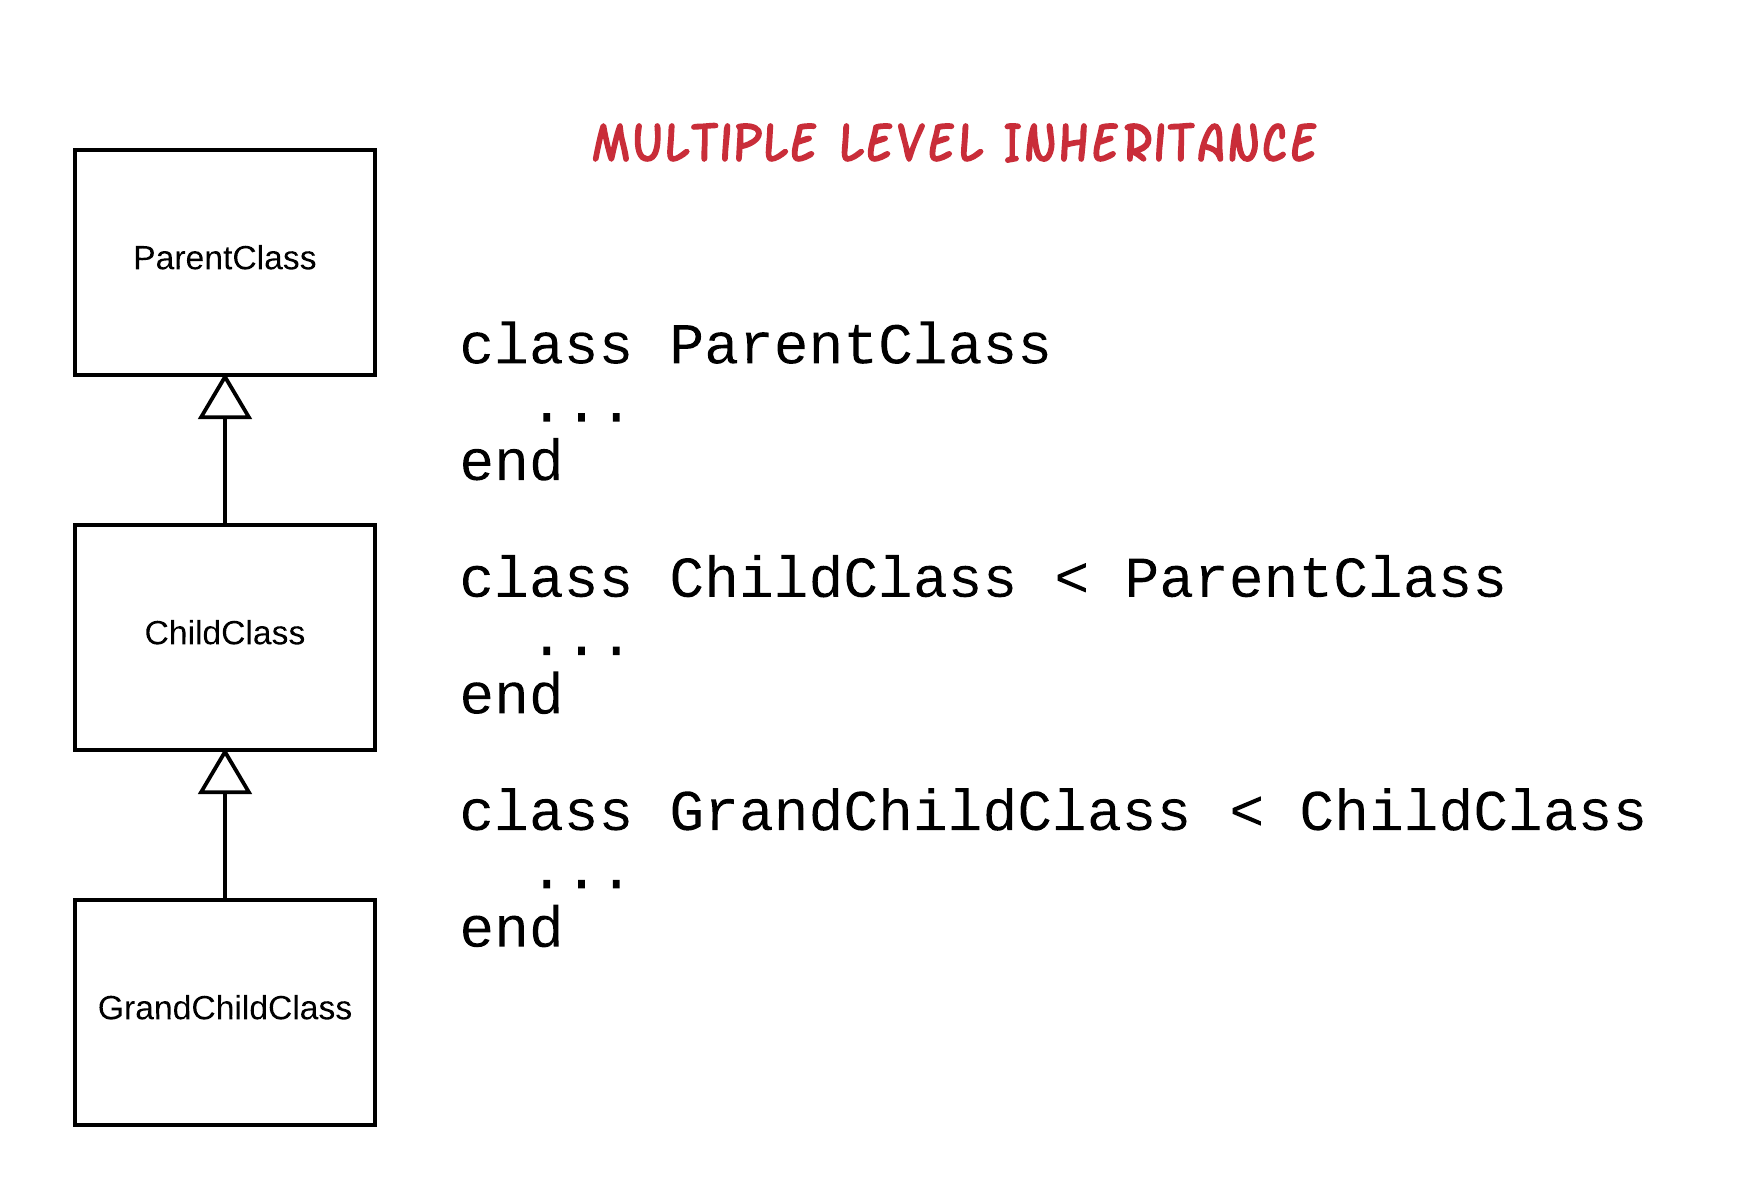 MULTIPLE LEVEL INHERITANCE
ParentClass
ChildClass
GrandChildClass
class ParentClass
  ...
end
class ChildClass < ParentClass
  ...
end
class GrandChildClass < ChildClass
  ...
end